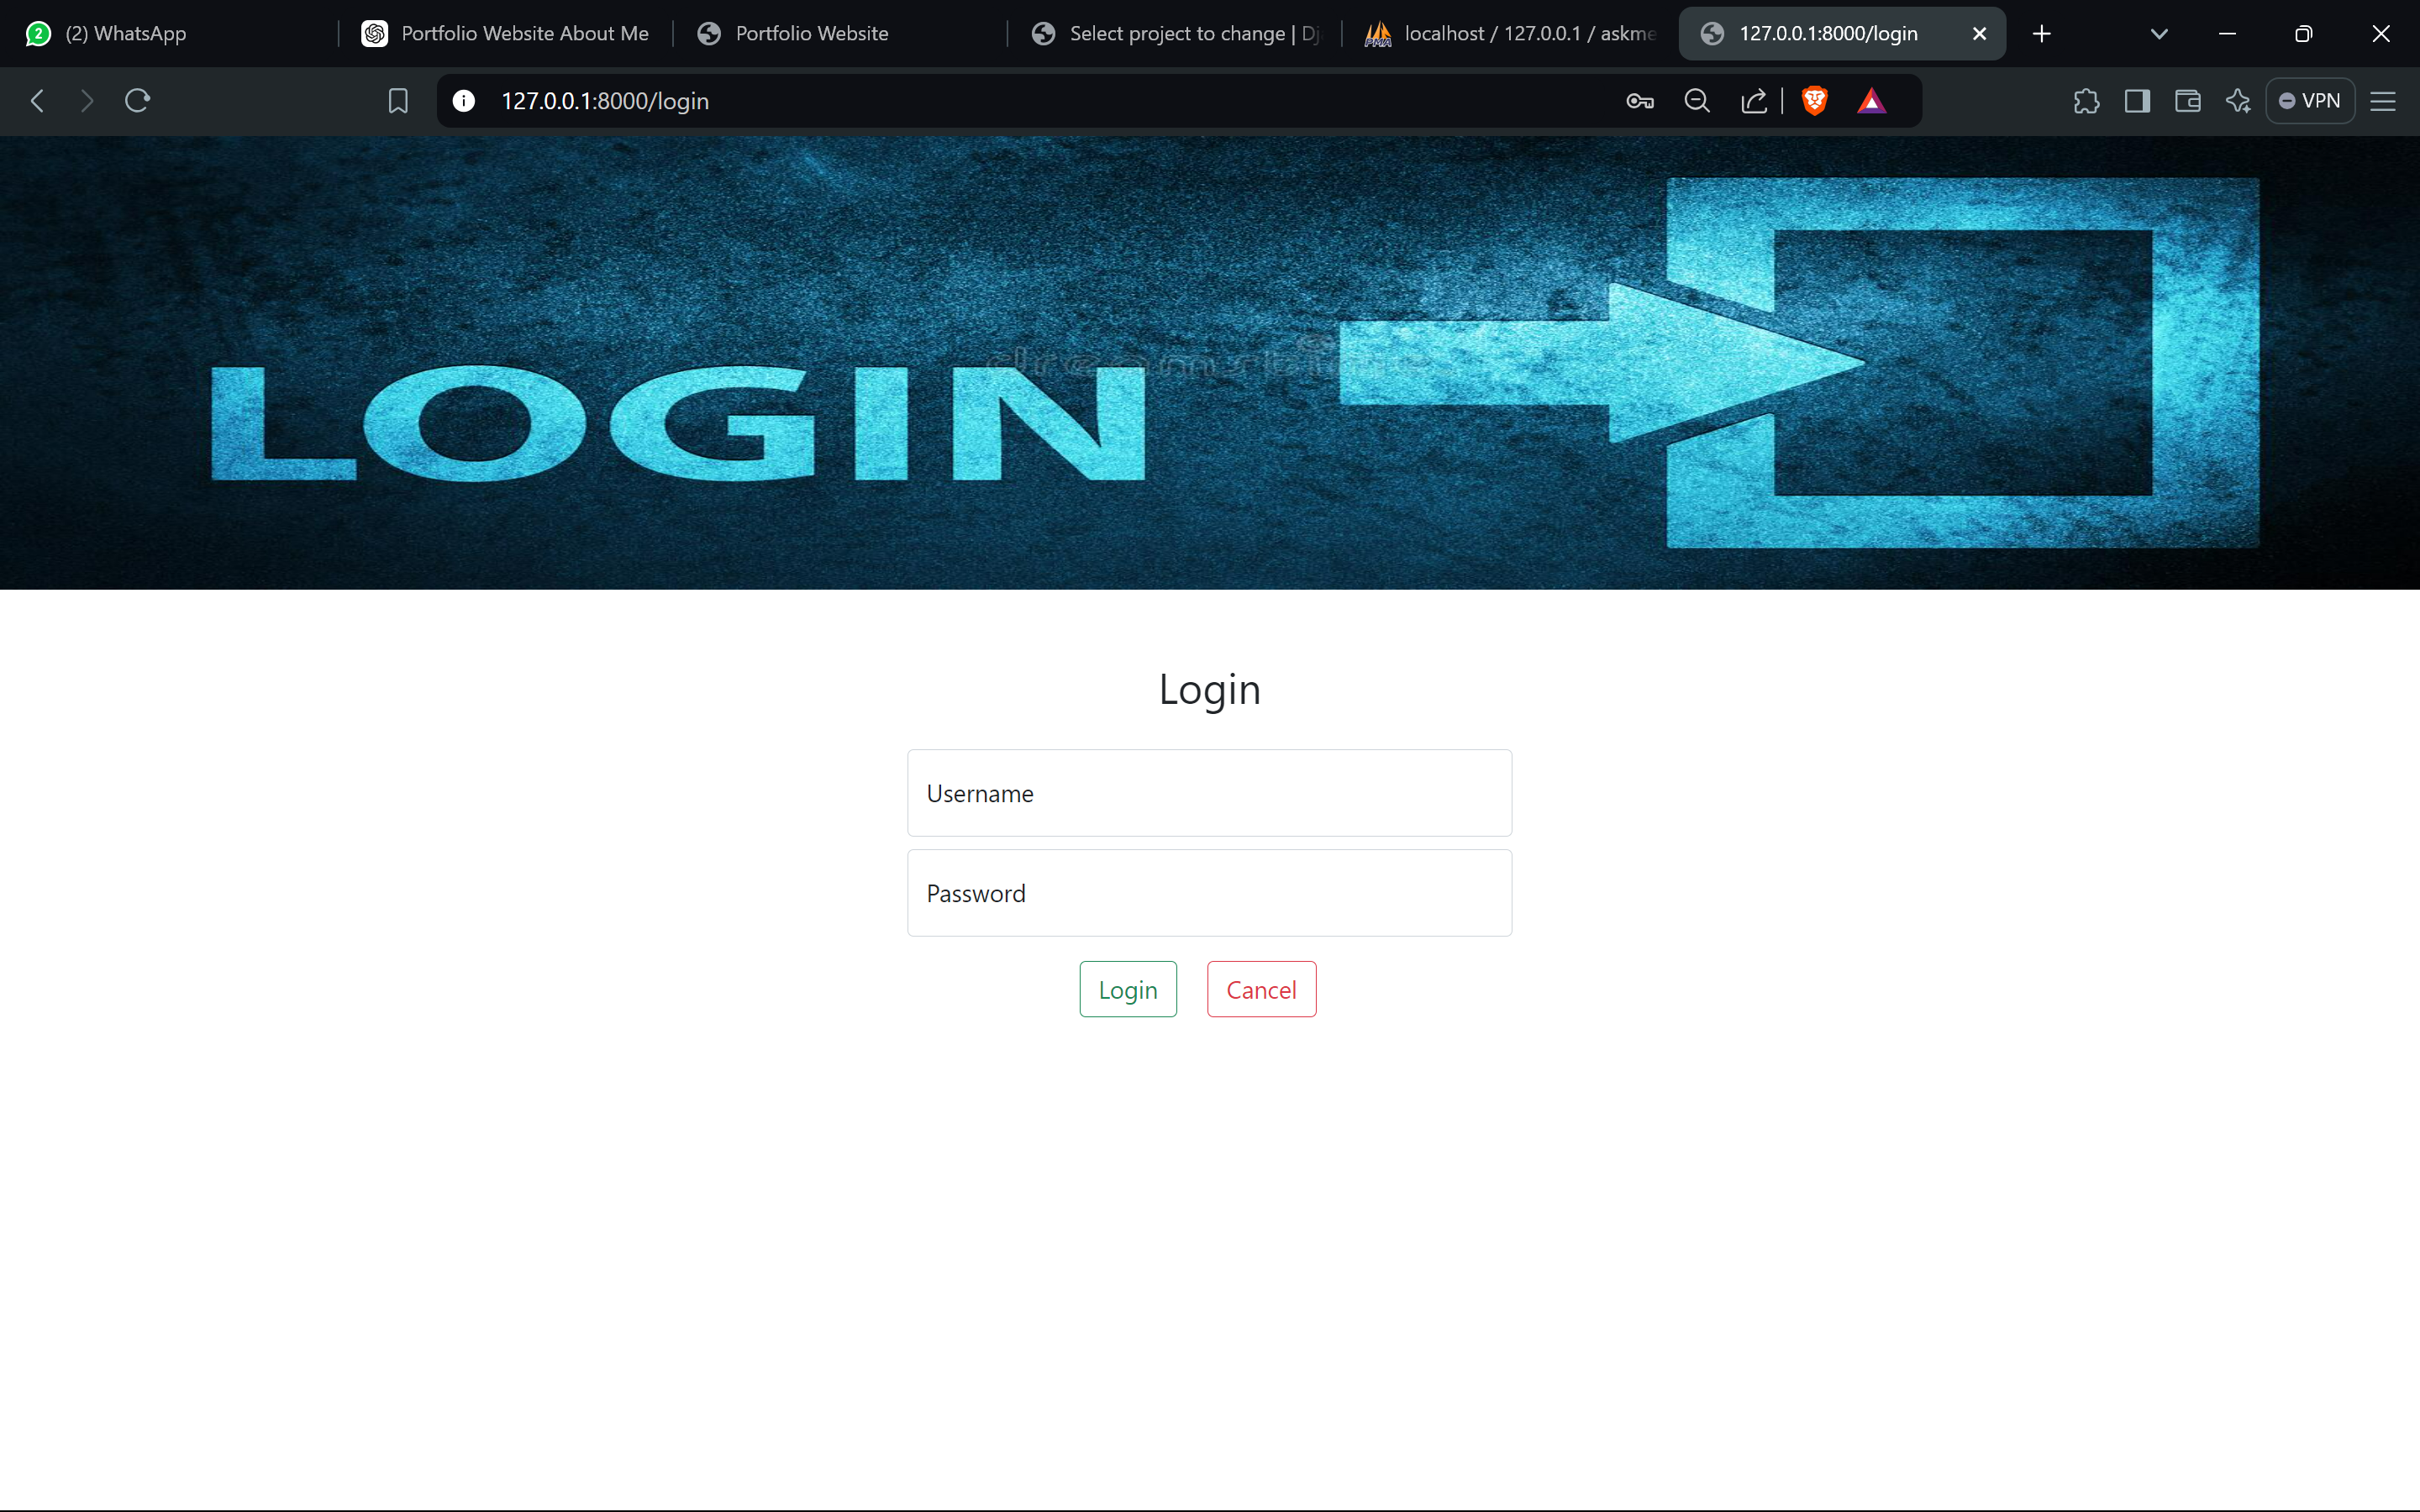 2
(2) WhatsApp
Portfolio Website About Me
Portfolio Website
Select project to change | Dj
localhost / 127.0.0.1 / askme
127.0.0.1:8000/login
127.0.0.1:8000/login
VPN
LOGIN
dreamstime
Login
Username
Password
Login
Cancel